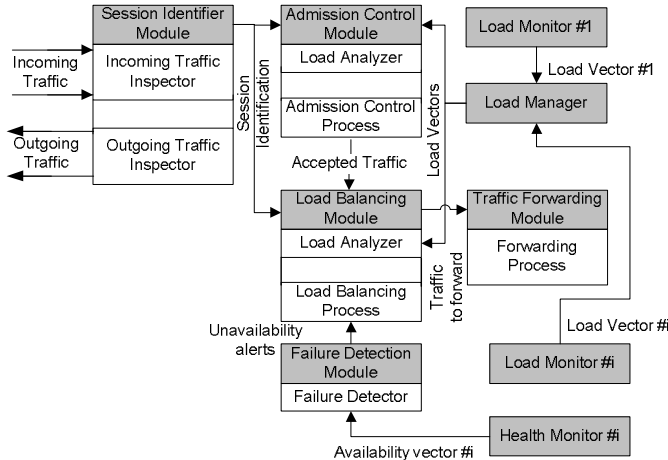 Session Identifier
Module
Incoming Traffic
Inspector
Outgoing Traffic
Inspector
Incoming
Traffic
Outgoing
Traffic
Session
Identification
Admission Control
Module
Load Analyzer
Admission Control
Process
Accepted Traffic
Load Vectors
Load Monitor #1
Load Vector #1
Load Manager
Load Balancing
Module
Load Analyzer
Load Balancing
Process
Traffic
to forward
Traffic Forwarding
Module
Forwarding
Process
Load Vector #i
Load Monitor #i
Unavailability
alerts
Failure Detection
Module
Failure Detector
Availability vector #i
Health Monitor #i